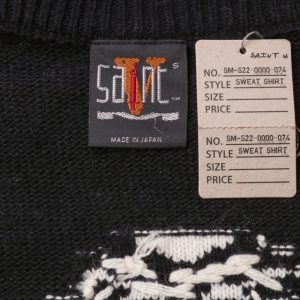 Saint
S
™
MADE IN JAPAN
SAINT M
NO. SM-S22-0000-074
STYLE SWEAT SHIRT
SIZE
PRICE
NO. SM-S22-0000-074
STYLE SWEAT SHIRT
SIZE
PRICE